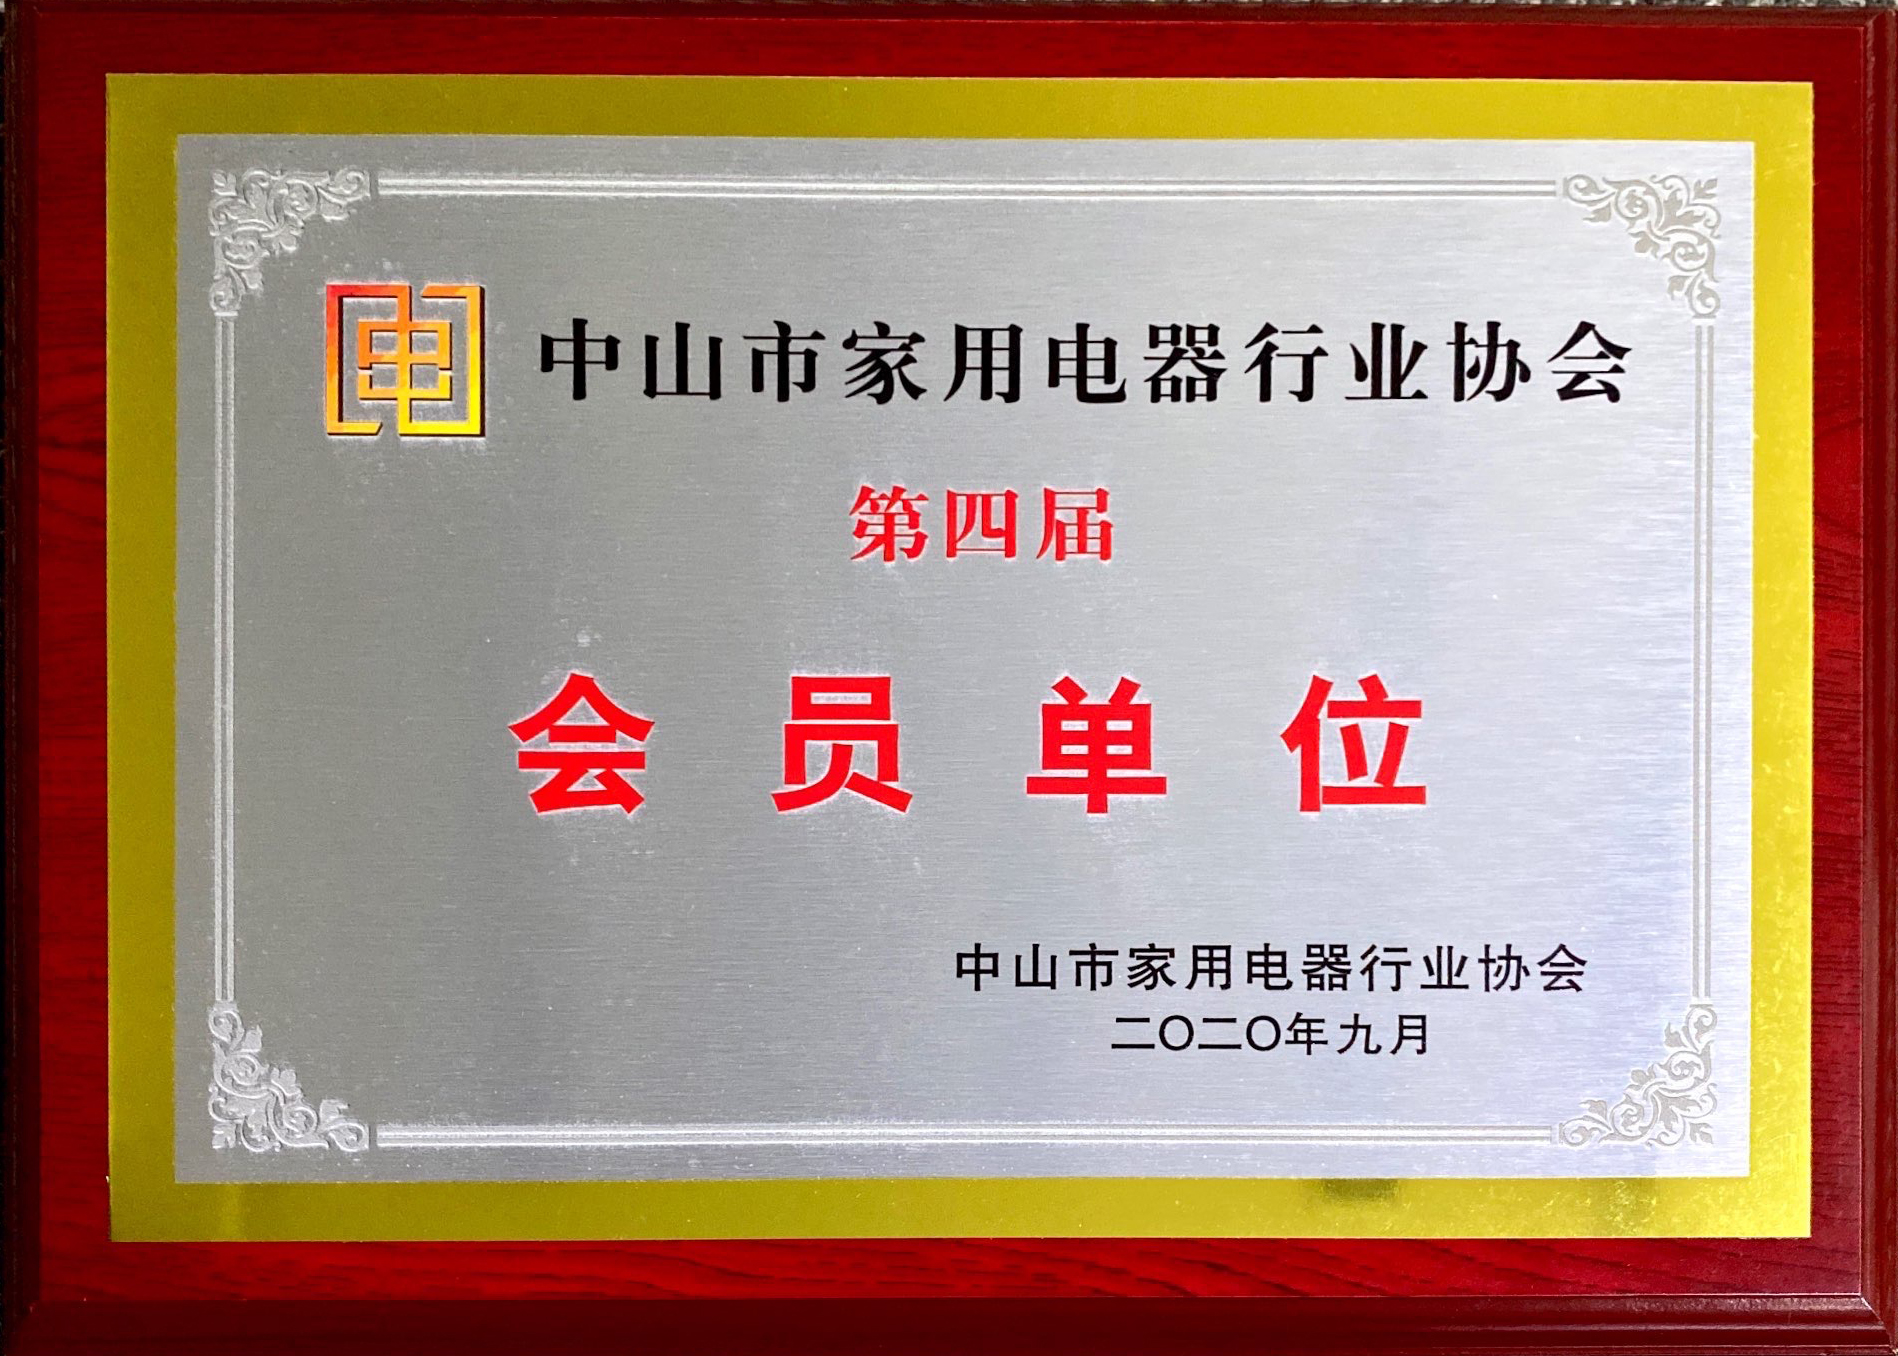 中山市家用电器行业协会
第四届
会员单位
中山市家用电器行业协会
二〇二〇年九月